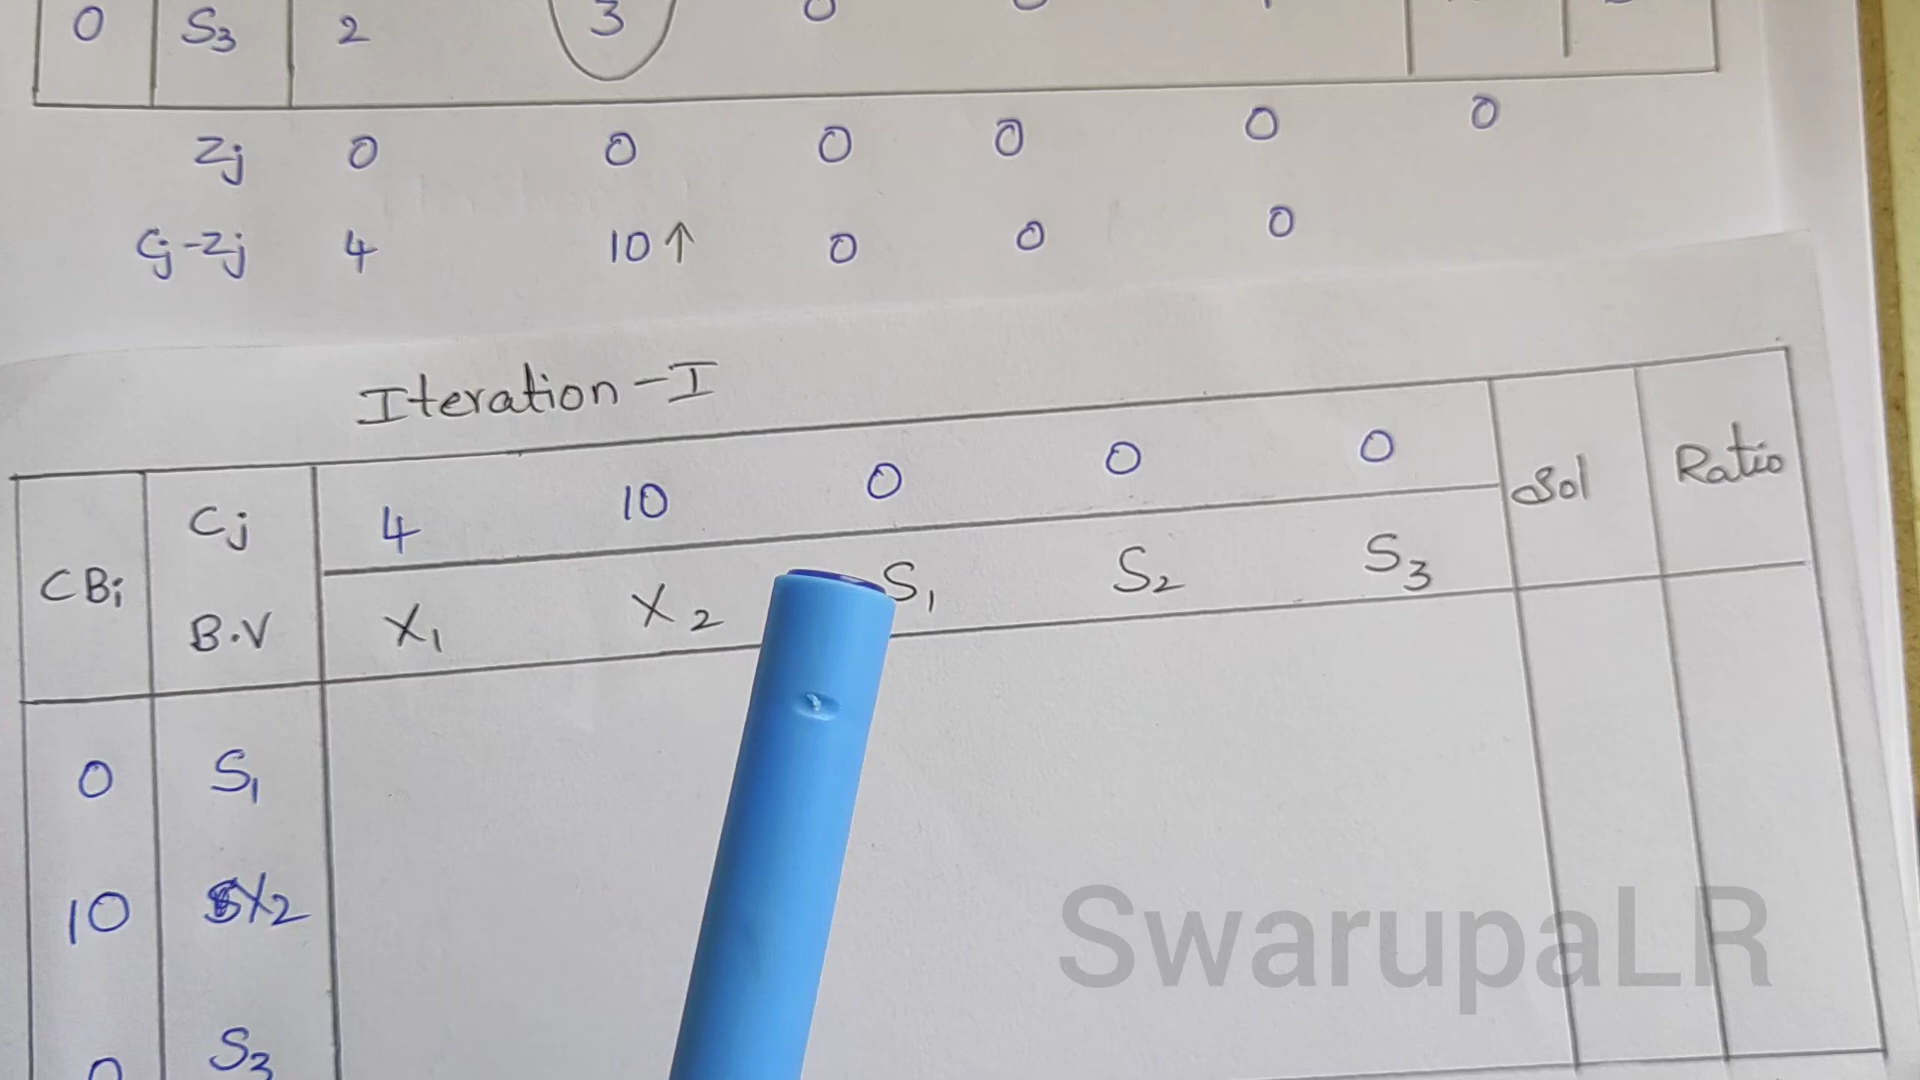 0 S3 2 3 0
Zj 0 0 0 0 0 0
Cj-Zj 4 10↑ 0 0 0
Iteration-I
CBi Cj 4 10 0 0 0 Sol Ratio
B.V X1 X2 S1 S2 S3
0 S1
10 X2
0 S3
SwarupaLR